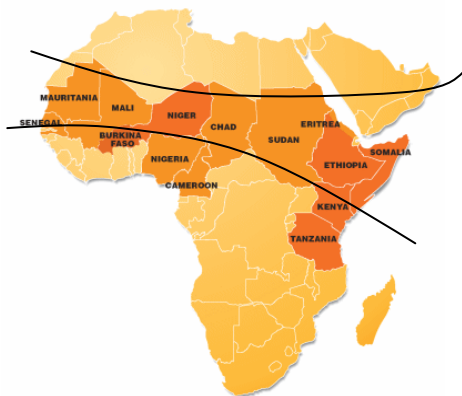 MAURITANIA
MALI
NIGER
SENEGAL
CHAD
ERITREA
BURKINA
FASO
SUDAN
SOMALIA
NIGERIA
ETHIOPIA
CAMEROON
KENYA
TANZANIA